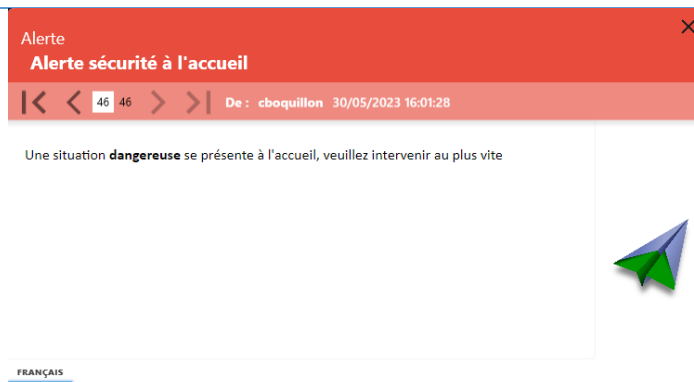 Alerte
Alerte sécurité à l'accueil
46 46 De : cboquillon 30/05/2023 16:01:28
Une situation dangereuse se présente à l'accueil, veuillez intervenir au plus vite
FRANÇAIS